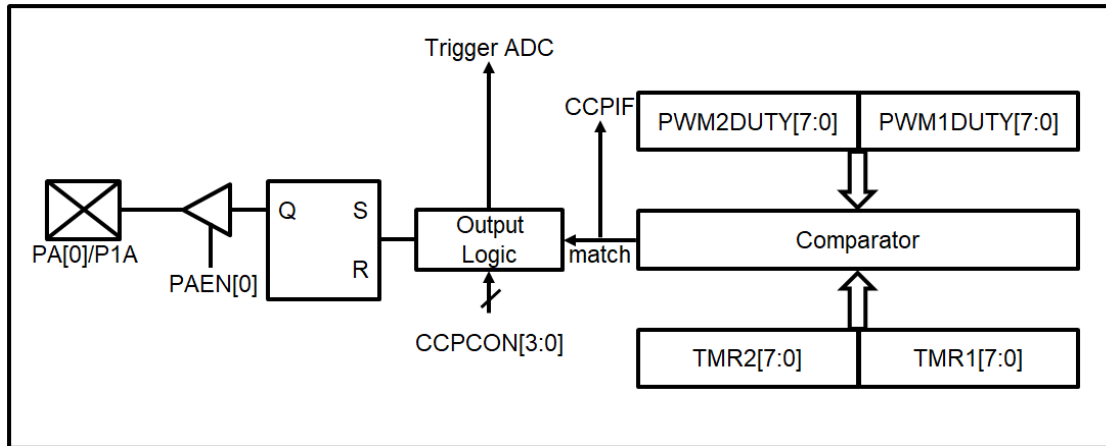 Trigger ADC
CCPIF
PWM2DUTY[7:0]
PWM1DUTY[7:0]
Q
S
R
Output
Logic
match
Comparator
PA[0]/P1A
PAEN[0]
CCPCON[3:0]
TMR2[7:0]
TMR1[7:0]